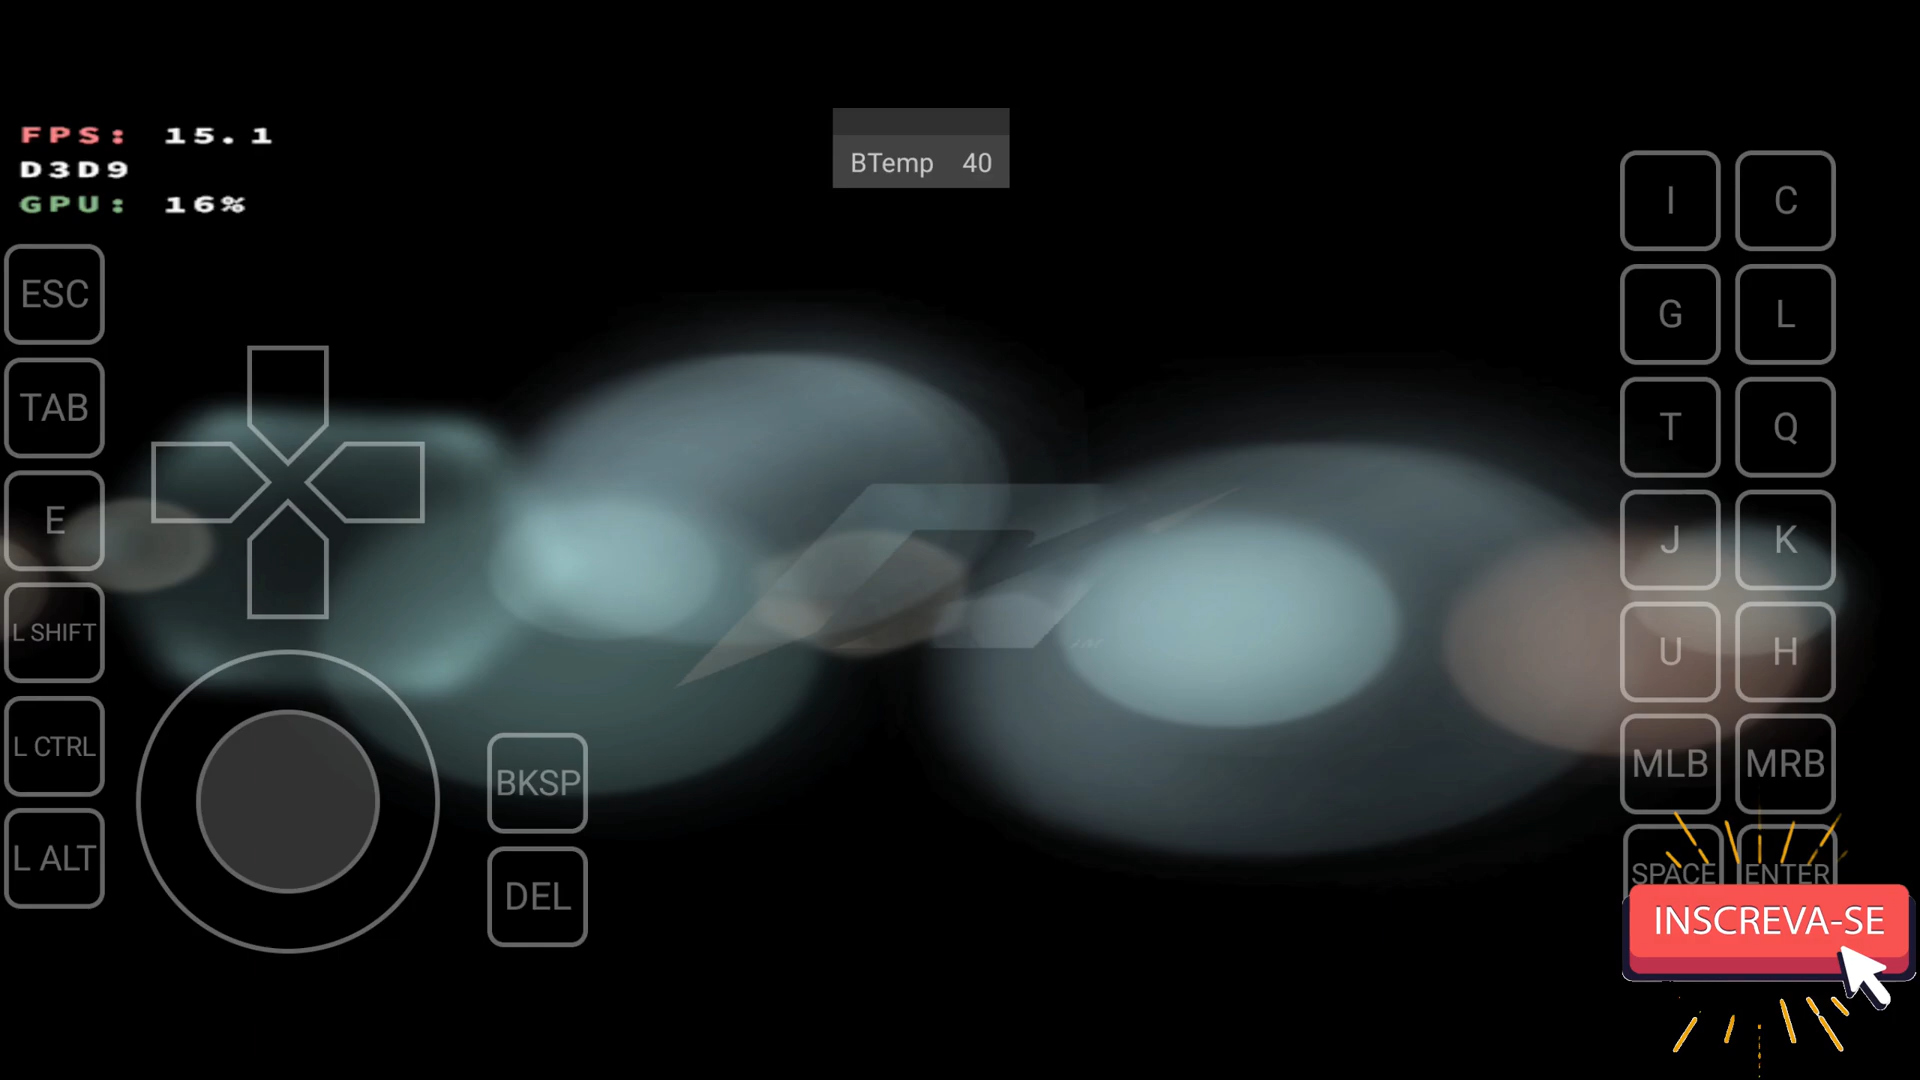 FPS: 15.1
D3D9
GPU: 16%
BTemp 40
ESC
TAB
E
L SHIFT
L CTRL
L ALT
BKSP
DEL
I C
G L
T Q
J K
U H
MLB MRB
SPACE ENTER
INSCREVA-SE